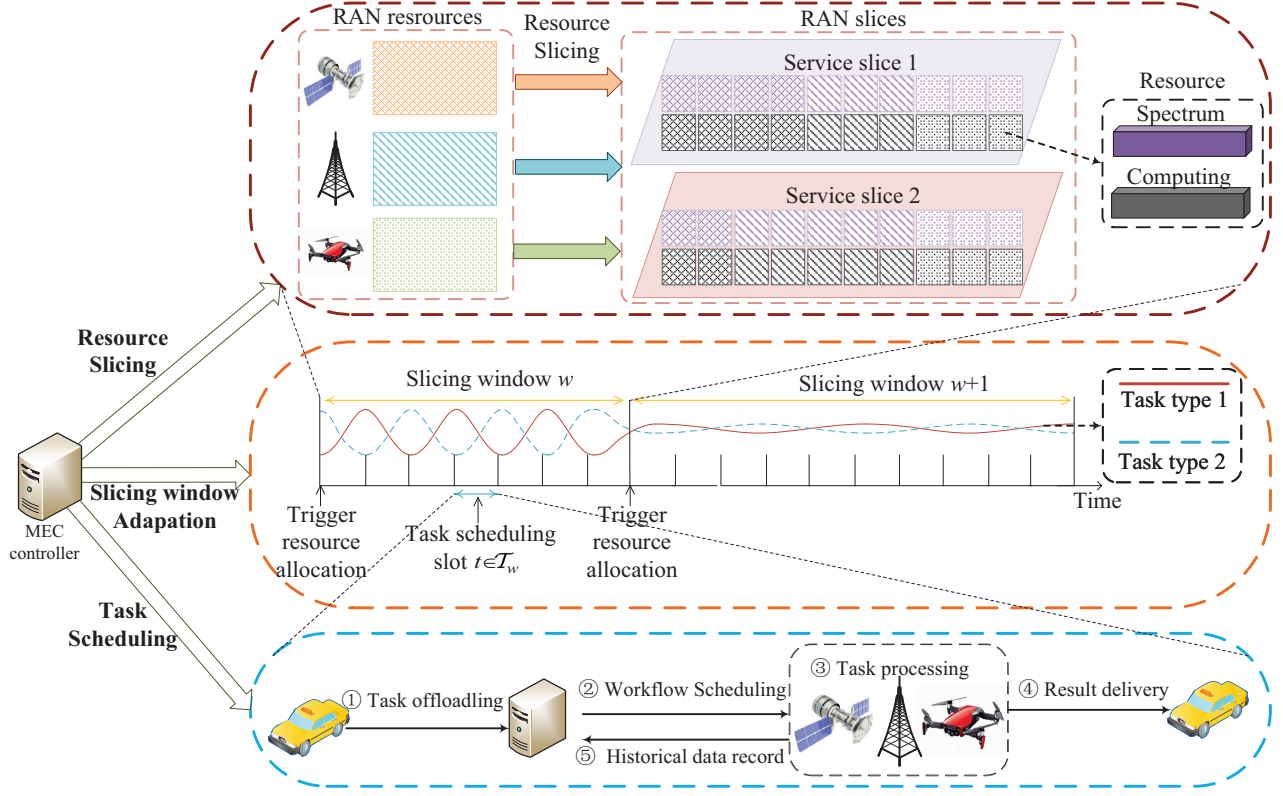 RAN resrources
Resource
Slicing
RAN slices
Service slice 1
Service slice 2
Resource
Spectrum
Computing
Resource
Slicing
Slicing window w
Slicing window w+1
Task type 1
Task type 2
MEC
controller
Slicing window
Adapation
Time
Trigger
resource
allocation
Task scheduling
slot t∈𝒯_w
Trigger
resource
allocation
Task
Scheduling
① Task offloadling
② Workflow Scheduling
③ Task processing
④ Result delivery
⑤ Historical data record